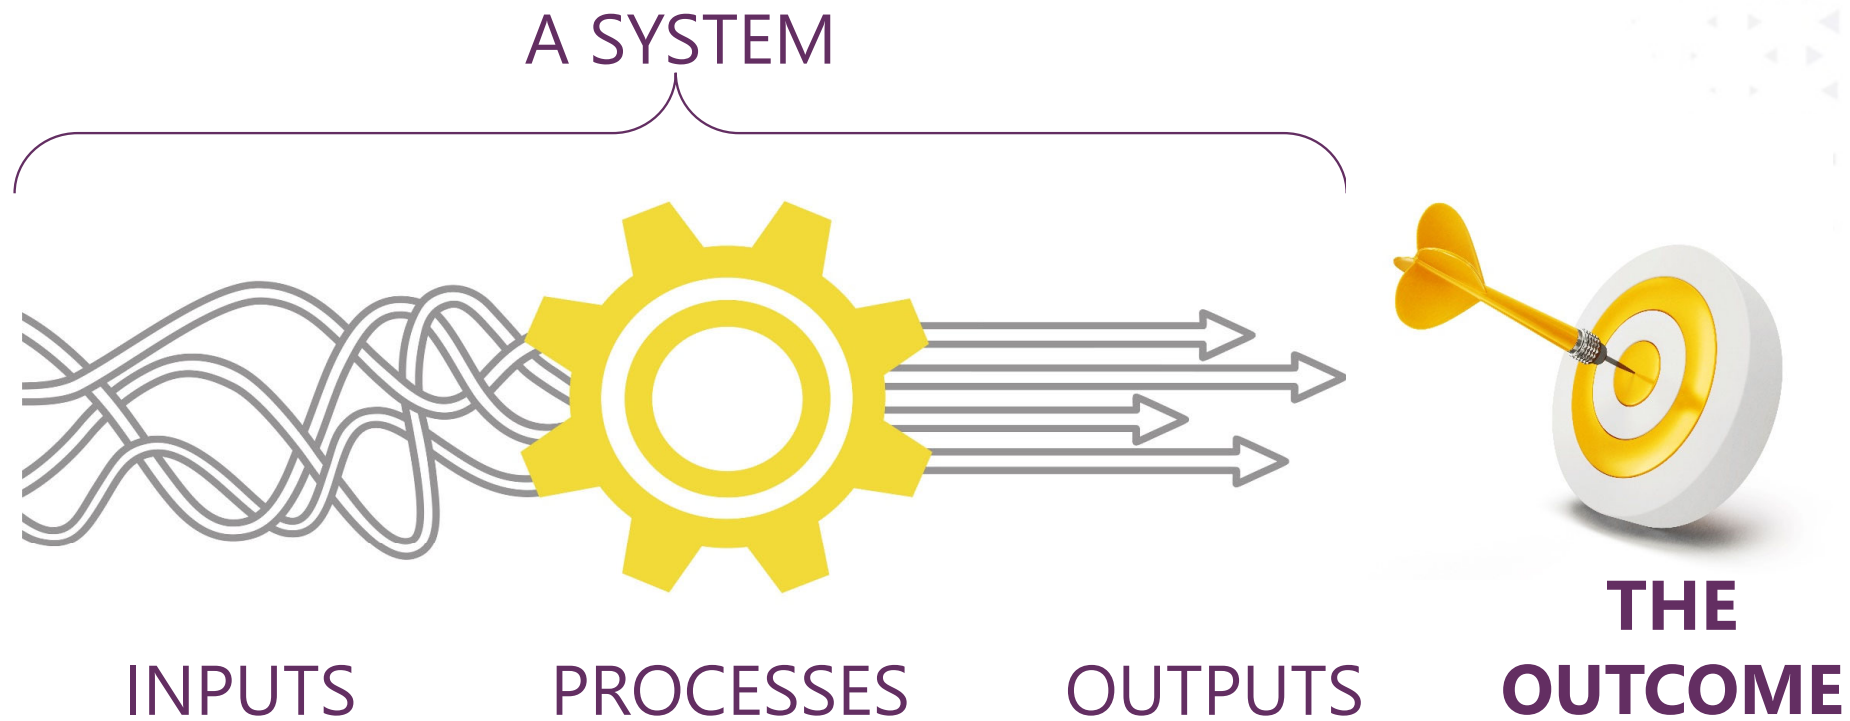 A SYSTEM
INPUTS
PROCESSES
OUTPUTS
THE
OUTCOME